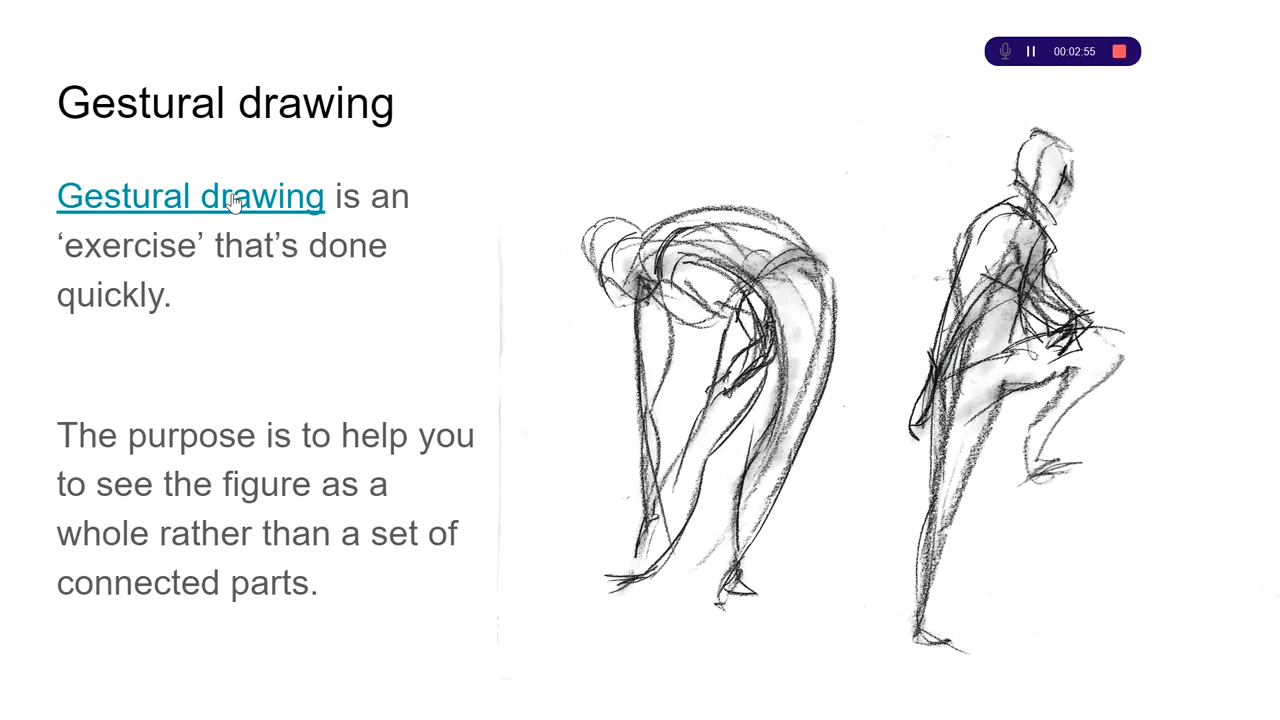 00:02:55
Gestural drawing
Gestural drawing is an
‘exercise’ that’s done
quickly.
The purpose is to help you
to see the figure as a
whole rather than a set of
connected parts.